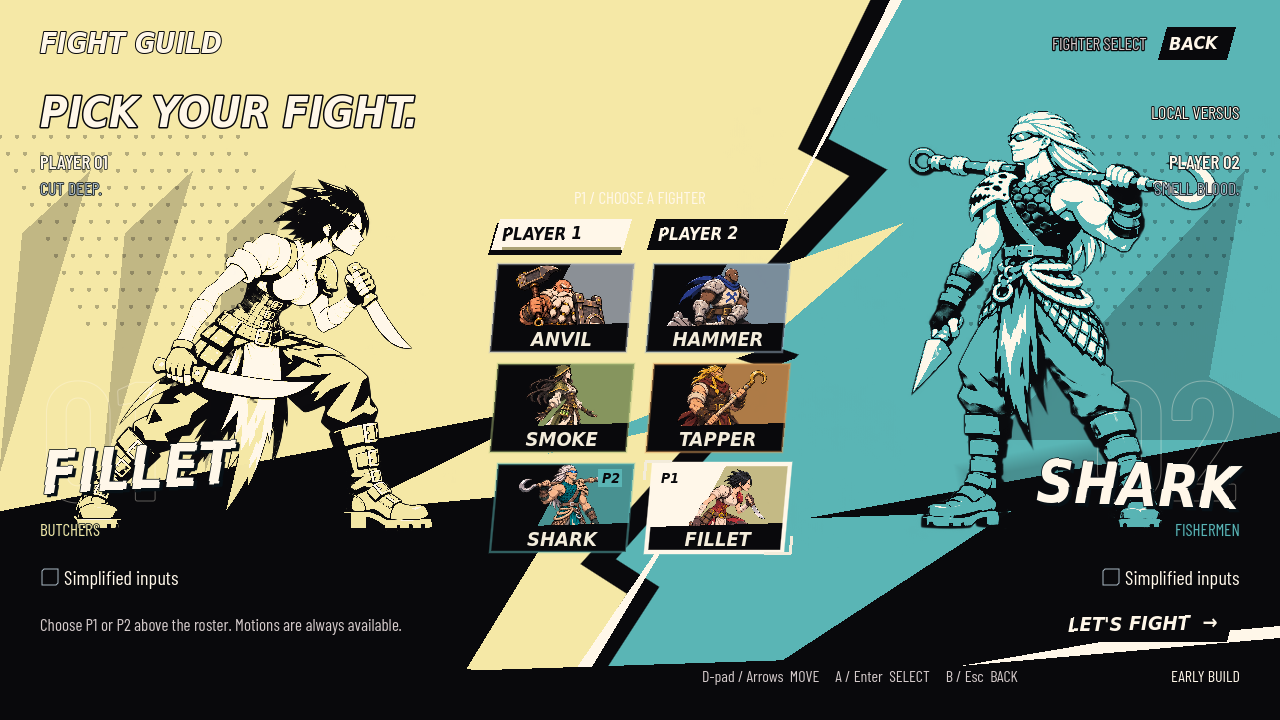 FIGHT GUILD
FIGHTER SELECT
BACK
PICK YOUR FIGHT.
LOCAL VERSUS
PLAYER 01
CUT DEEP.
PLAYER 02
SMELL BLOOD.
P1 / CHOOSE A FIGHTER
PLAYER 1
PLAYER 2
ANVIL
HAMMER
SMOKE
TAPPER
P2
SHARK
P1
FILLET
01
FILLET
BUTCHERS
02
SHARK
FISHERMEN
Simplified inputs
Simplified inputs
Choose P1 or P2 above the roster. Motions are always available.
LET'S FIGHT →
D-pad / Arrows MOVE A / Enter SELECT B / Esc BACK
EARLY BUILD